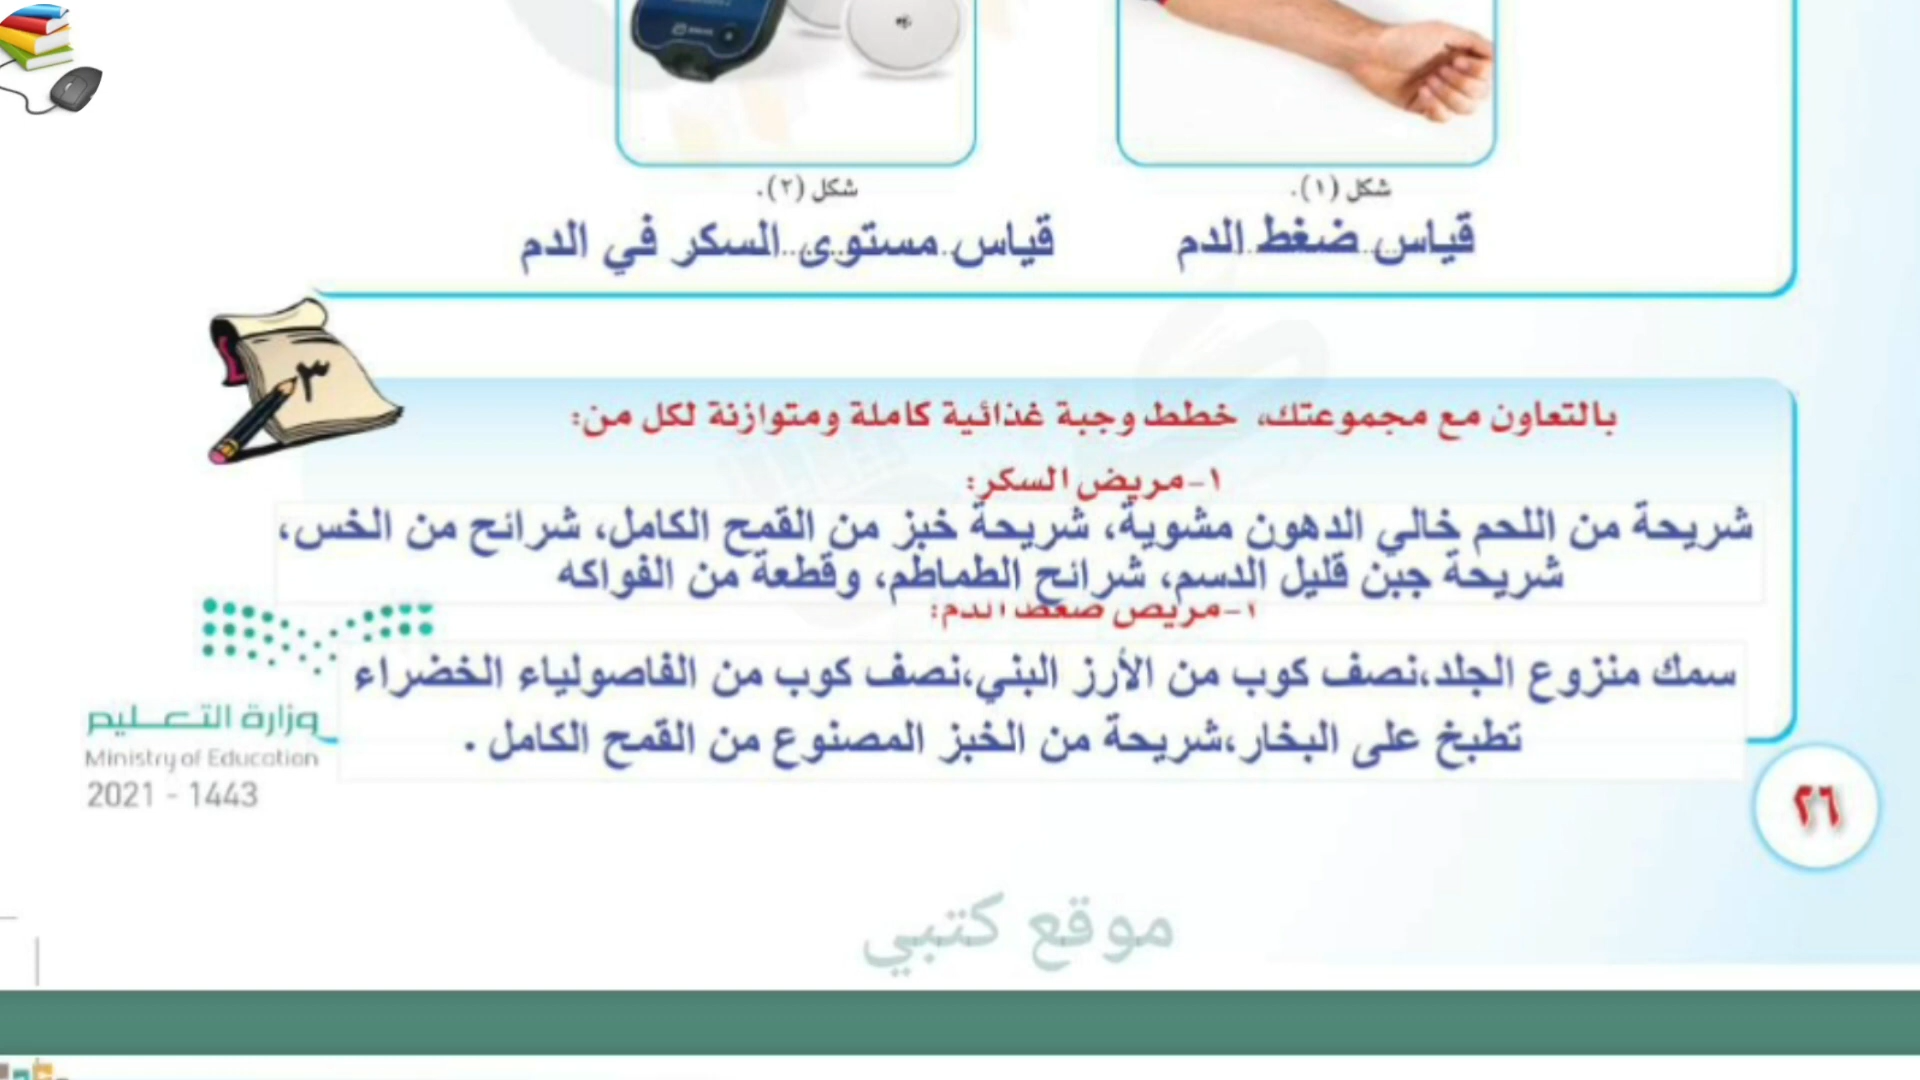 شكل (١).
شكل (٢).
قياس ضغط الدم
قياس مستوى السكر في الدم
٣
بالتعاون مع مجموعتك، خطط وجبة غذائية كاملة ومتوازنة لكل من:
١-مريض السكر:
شريحة من اللحم خالي الدهون مشوية، شريحة خبز من القمح الكامل، شرائح من الخس،
شريحة جبن قليل الدسم، شرائح الطماطم، وقطعة من الفواكه
٢-مريض ضغط الدم:
سمك منزوع الجلد،نصف كوب من الأرز البني،نصف كوب من الفاصولياء الخضراء
تطبخ على البخار،شريحة من الخبز المصنوع من القمح الكامل .
وزارة التعليم
Ministry of Education
2021 - 1443
٢٦
موقع كتبي